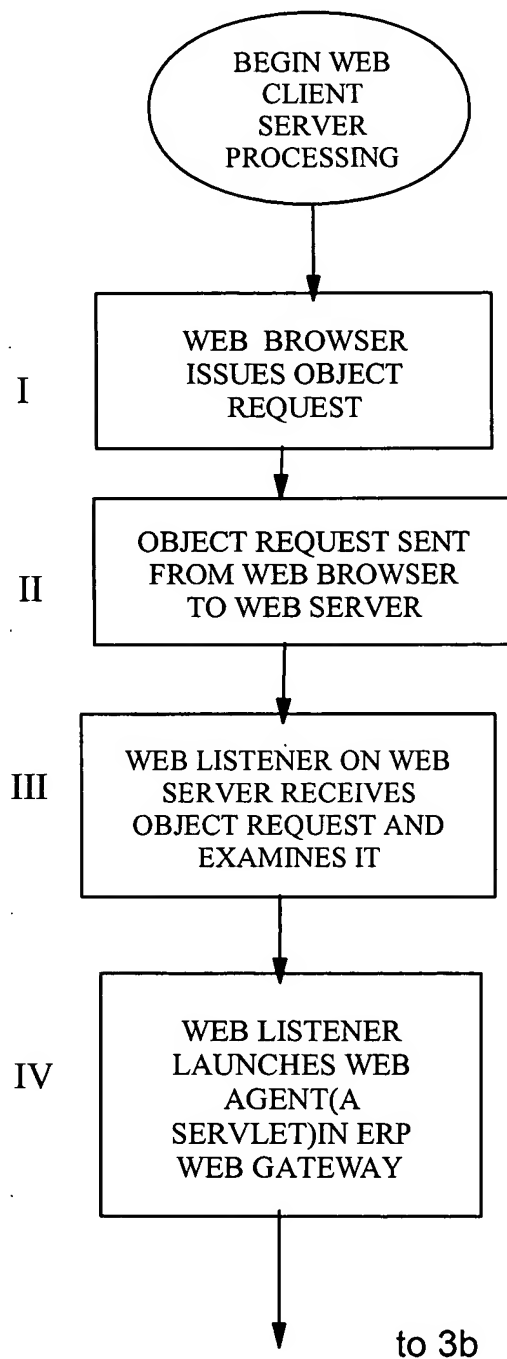 BEGIN WEB
CLIENT
SERVER
PROCESSING
I
WEB BROWSER
ISSUES OBJECT
REQUEST
II
OBJECT REQUEST SENT
FROM WEB BROWSER
TO WEB SERVER
III
WEB LISTENER ON WEB
SERVER RECEIVES
OBJECT REQUEST AND
EXAMINES IT
IV
WEB LISTENER
LAUNCHES WEB
AGENT(A
SERVLET)IN ERP
WEB GATEWAY
to 3b